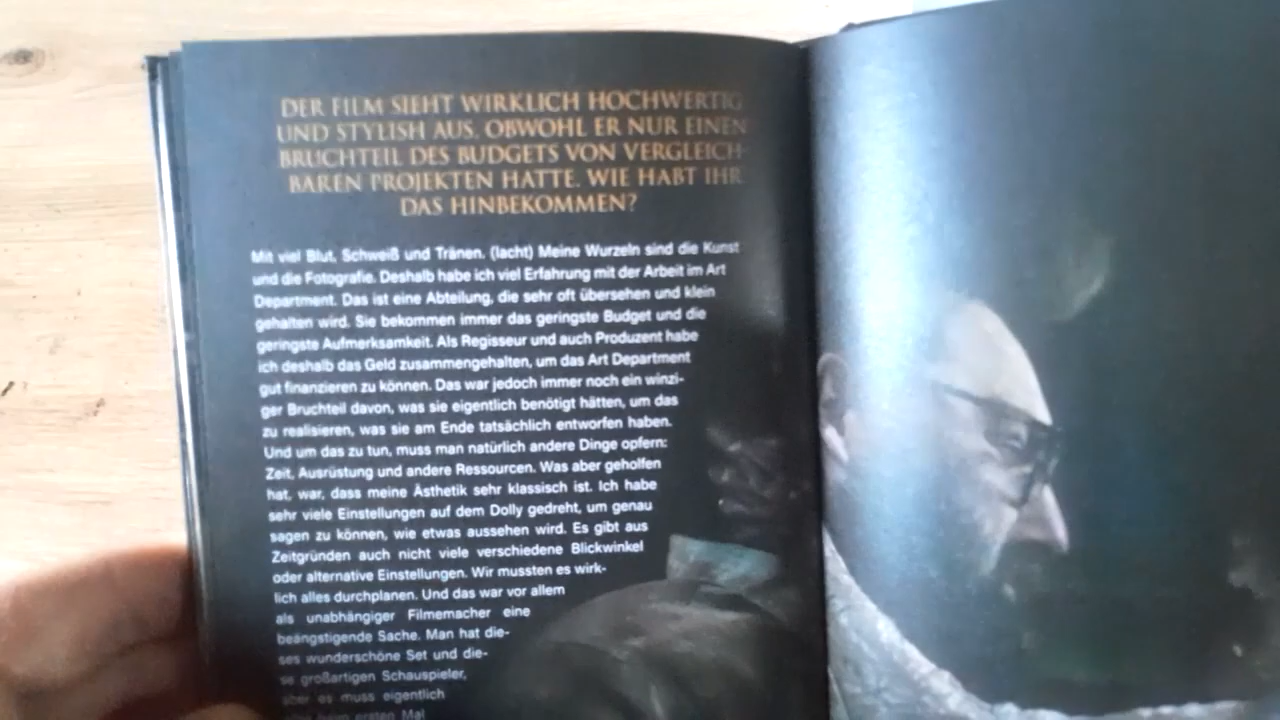 DER FILM SIEHT WIRKLICH HOCHWERTIG
UND STYLISH AUS, OBWOHL ER NUR EINEN
BRUCHTEIL DES BUDGETS VON VERGLEICH-
BAREN PROJEKTEN HATTE. WIE HABT IHR
DAS HINBEKOMMEN?
Mit viel Blut, Schweiß und Tränen. (lacht) Meine Wurzeln sind die Kunst
und die Fotografie. Deshalb habe ich viel Erfahrung mit der Arbeit im Art
Department. Das ist eine Abteilung, die sehr oft übersehen und klein
gehalten wird. Sie bekommen immer das geringste Budget und die
geringste Aufmerksamkeit. Als Regisseur und auch Produzent habe
ich deshalb das Geld zusammengehalten, um das Art Department
gut finanzieren zu können. Das war jedoch immer noch ein winzi-
ger Bruchteil davon, was sie eigentlich benötigt hätten, um das
zu realisieren, was sie am Ende tatsächlich entworfen haben.
Und um das zu tun, muss man natürlich andere Dinge opfern:
Zeit, Ausrüstung und andere Ressourcen. Was aber geholfen
hat, war, dass meine Ästhetik sehr klassisch ist. Ich habe
sehr viele Einstellungen auf dem Dolly gedreht, um genau
sagen zu können, wie etwas aussehen wird. Es gibt aus
Zeitgründen auch nicht viele verschiedene Blickwinkel
oder alternative Einstellungen. Wir mussten es wirk-
lich alles durchplanen. Und das war vor allem
als unabhängiger Filmemacher eine
beängstigende Sache. Man hat die-
ses wunderschöne Set und die-
se großartigen Schauspieler,
aber es muss eigentlich
beim ersten Mal